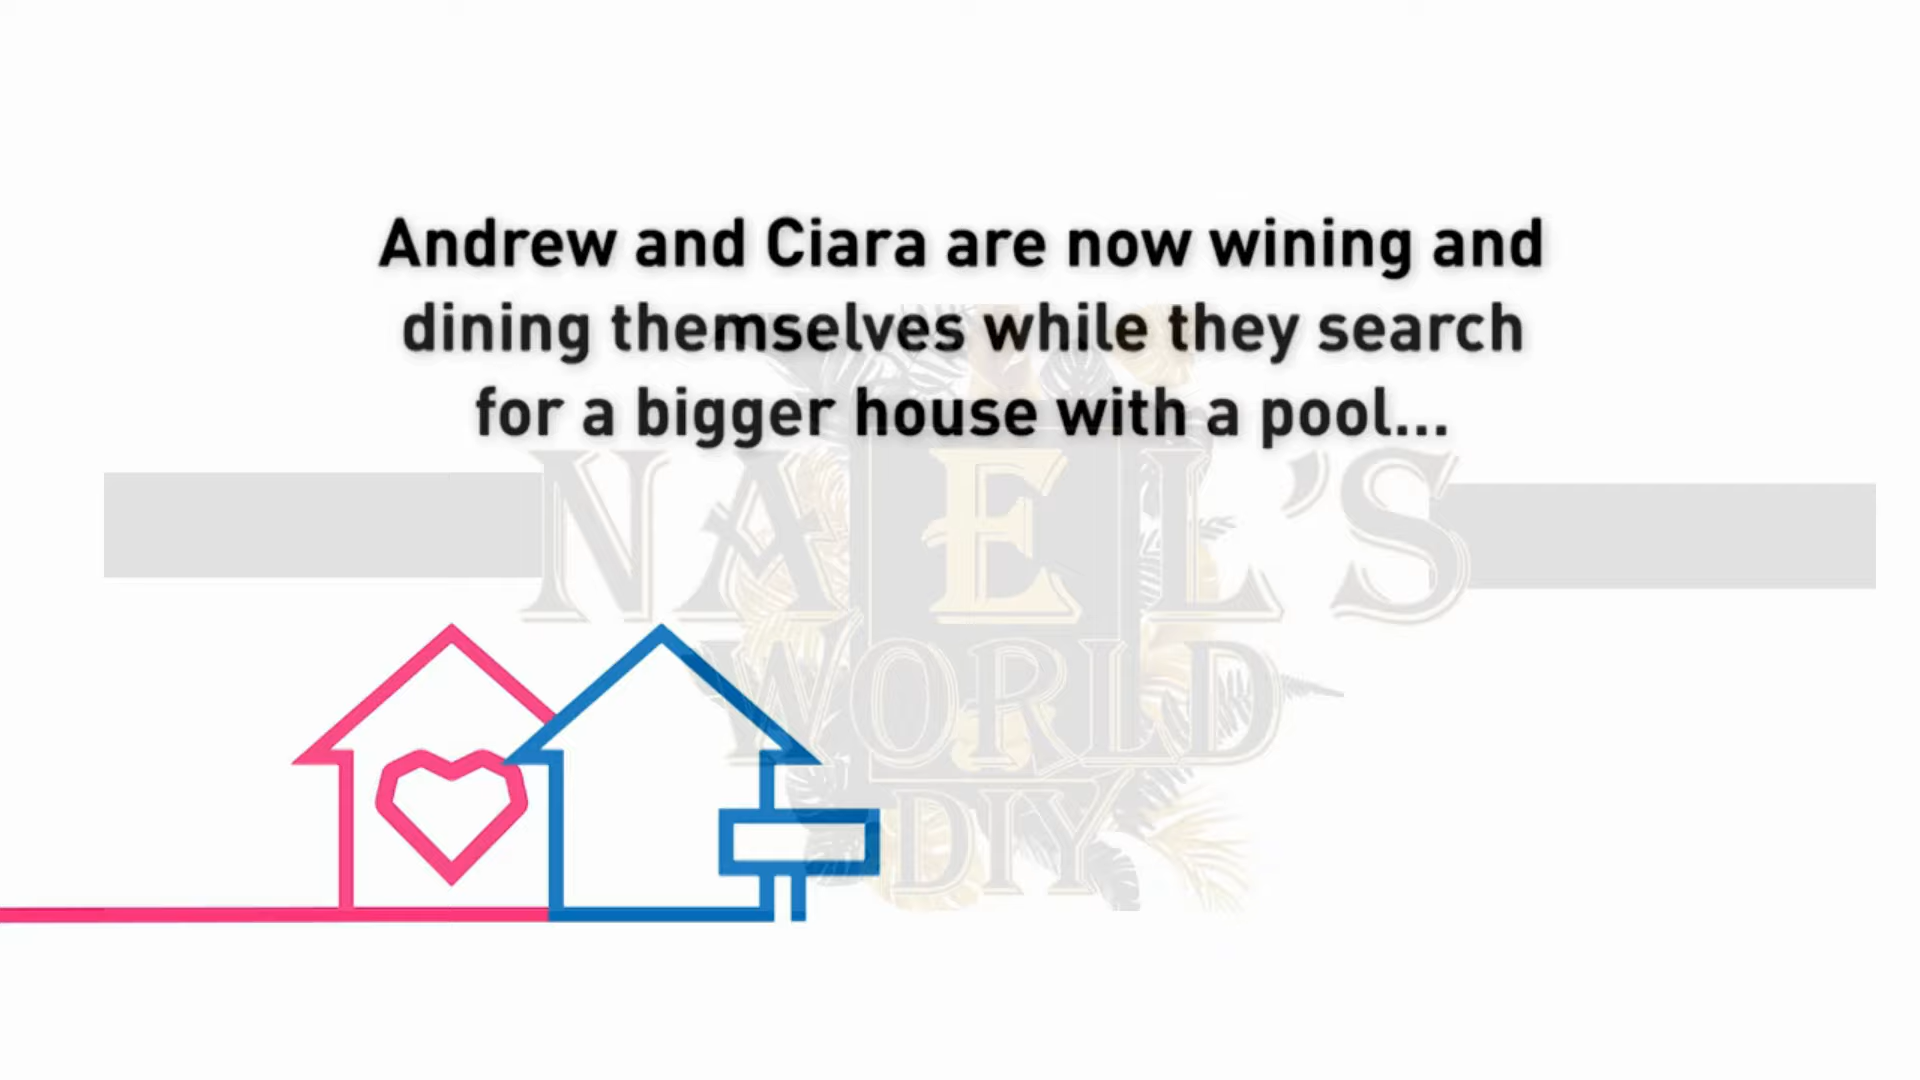 Andrew and Ciara are now wining and
dining themselves while they search
for a bigger house with a pool...
NAEL'S
WORLD
DIY